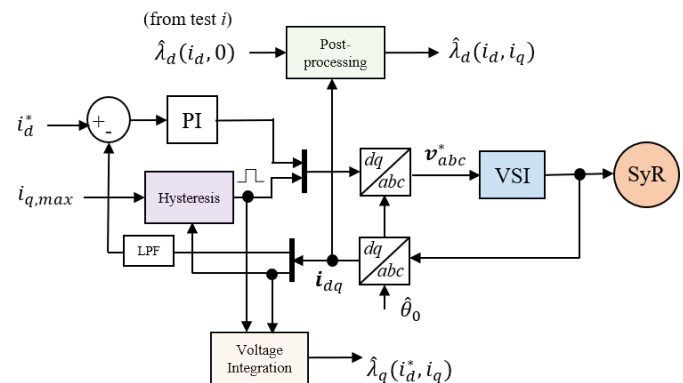 (from test i)
λ̂_d(i_d, 0)
Post-
processing
λ̂_d(i_d, i_q)
i_d^*
+
-
PI
dq
abc
v_abc^*
VSI
SyR
i_q,max
Hysteresis
LPF
i_dq
dq
abc
θ̂_0
Voltage
Integration
λ̂_q(i_d^*, i_q)